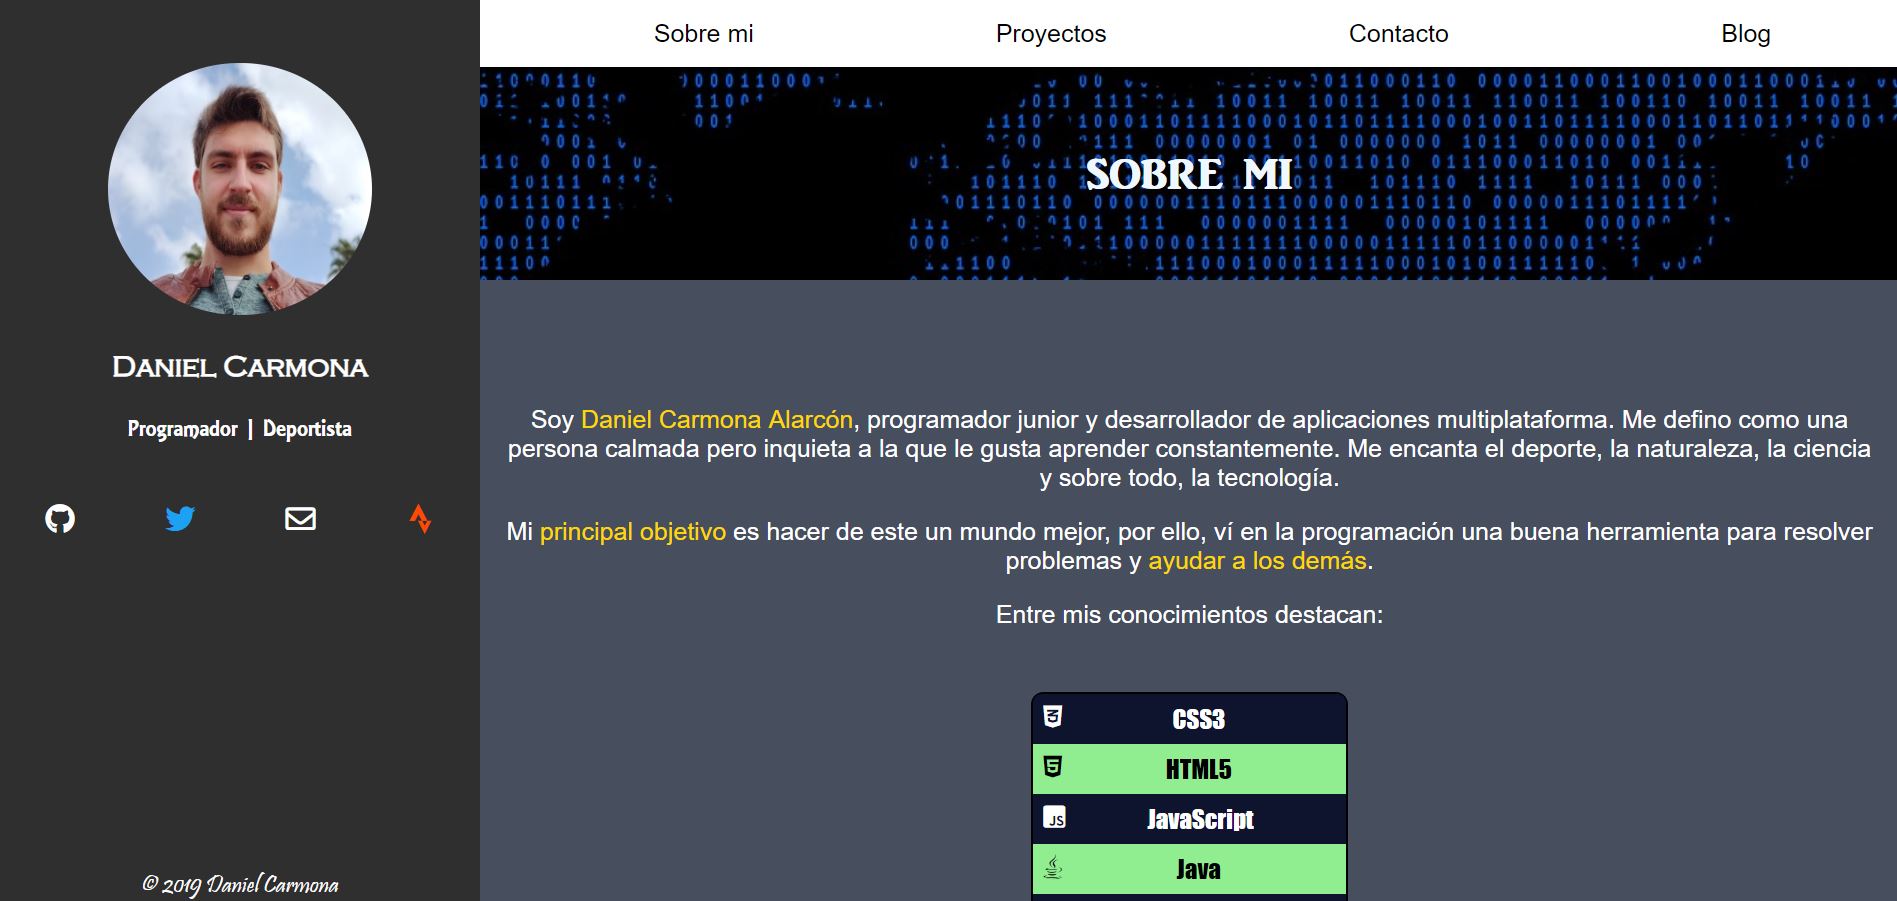 Sobre mi
Proyectos
Contacto
Blog
SOBRE MI
Daniel Carmona
Programador | Deportista
Soy Daniel Carmona Alarcón, programador junior y desarrollador de aplicaciones multiplataforma. Me defino como una
persona calmada pero inquieta a la que le gusta aprender constantemente. Me encanta el deporte, la naturaleza, la ciencia
y sobre todo, la tecnología.
Mi principal objetivo es hacer de este un mundo mejor, por ello, ví en la programación una buena herramienta para resolver
problemas y ayudar a los demás.
Entre mis conocimientos destacan:
CSS3
HTML5
JS JavaScript
Java
© 2019 Daniel Carmona